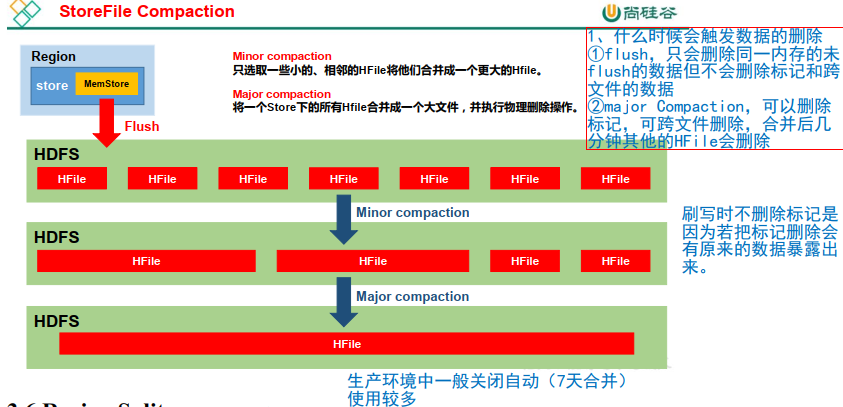 StoreFile Compaction
尚硅谷
Region
store
MemStore
Flush
Minor compaction
只选取一些小的、相邻的HFile将他们合并成一个更大的Hfile。
Major compaction
将一个Store下的所有Hfile合并成一个大文件，并执行物理删除操作。
1、什么时候会触发数据的删除
①flush，只会删除同一内存的未
flush的数据但不会删除标记和跨
文件的数据
②major Compaction，可以删除
标记，可跨文件删除，合并后几
分钟其他的HFile会删除
HDFS
HFile HFile HFile HFile HFile HFile HFile
Minor compaction
刷写时不删除标记是
因为若把标记删除会
有原来的数据暴露出
来。
HDFS
HFile HFile HFile HFile
Major compaction
HDFS
HFile
生产环境中一般关闭自动（7天合并）
使用较多